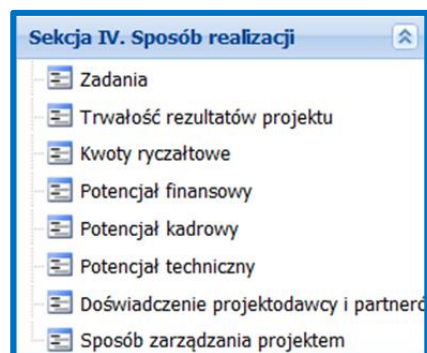 Sekcja IV. Sposób realizacji
Zadania
Trwałość rezultatów projektu
Kwoty ryczałtowe
Potencjał finansowy
Potencjał kadrowy
Potencjał techniczny
Doświadczenie projektodawcy i
Sposób zarządzania projektem